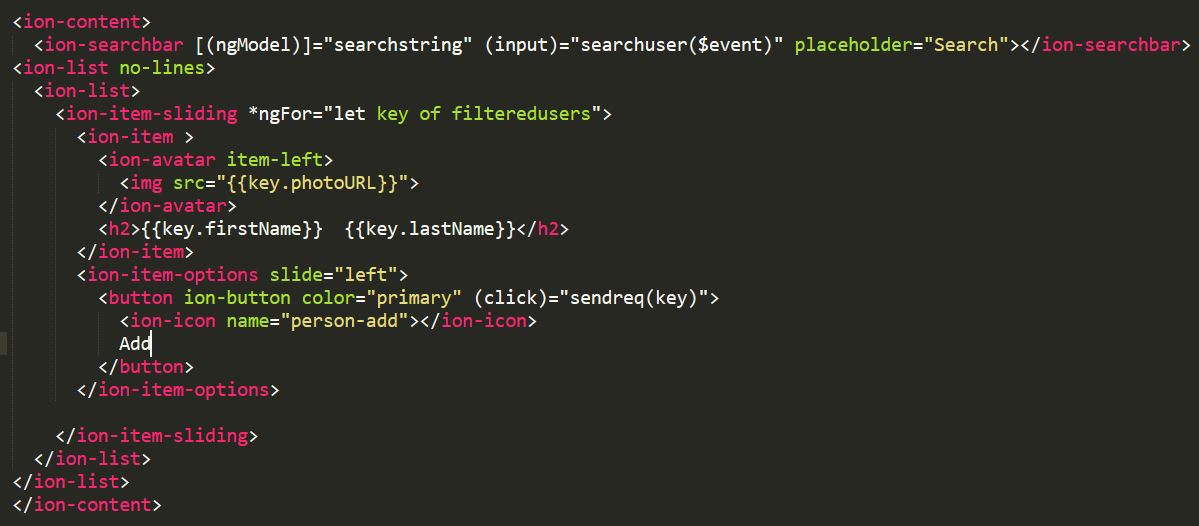 <ion-content>
  <ion-searchbar [(ngModel)]="searchstring" (input)="searchuser($event)" placeholder="Search"></ion-searchbar>
<ion-list no-lines>
  <ion-list>
    <ion-item-sliding *ngFor="let key of filteredusers">
      <ion-item >
        <ion-avatar item-left>
          <img src="{{key.photoURL}}">
        </ion-avatar>
        <h2>{{key.firstName}}  {{key.lastName}}</h2>
      </ion-item>
      <ion-item-options slide="left">
        <button ion-button color="primary" (click)="sendreq(key)">
          <ion-icon name="person-add"></ion-icon>
          Add
        </button>
      </ion-item-options>

    </ion-item-sliding>
  </ion-list>
</ion-list>
</ion-content>